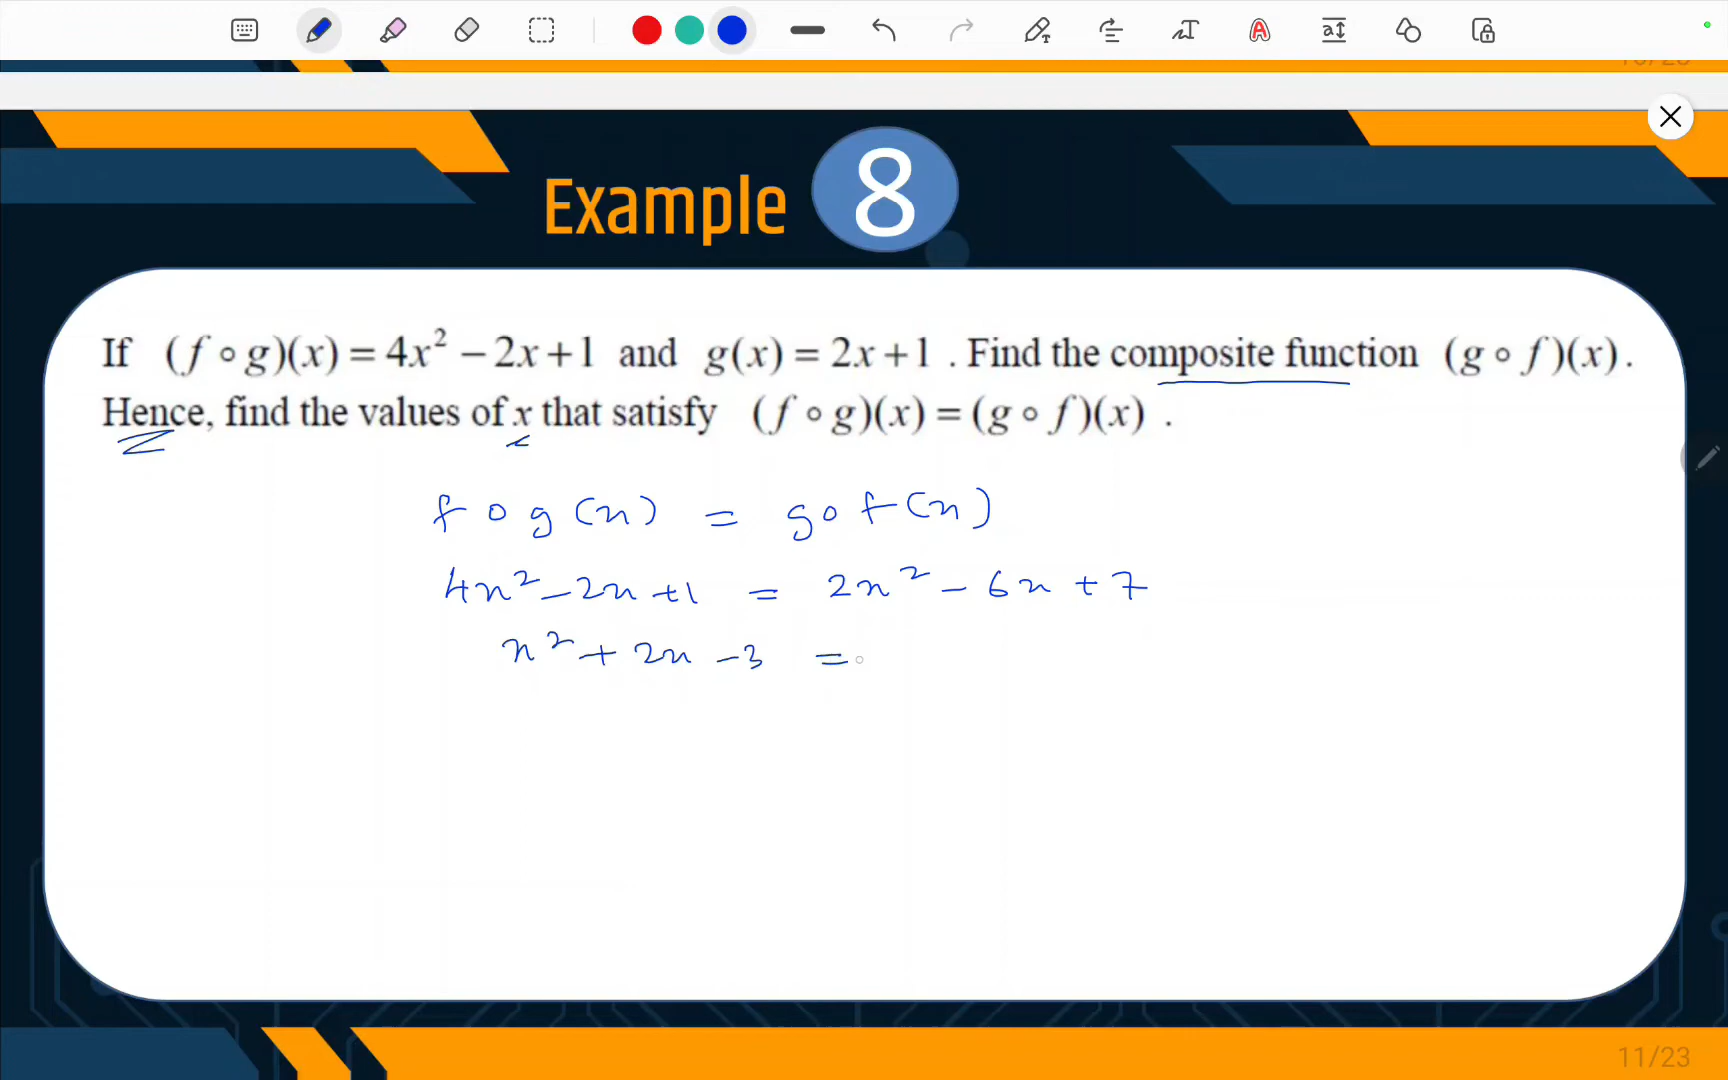 Example 8
If (f ∘ g)(x) = 4x² − 2x + 1 and g(x) = 2x + 1 . Find the composite function (g ∘ f)(x).
Hence, find the values of x that satisfy (f ∘ g)(x) = (g ∘ f)(x) .
f o g (x) = g o f (x)
4x² − 2x + 1 = 2x² − 6x + 7
x² + 2x − 3 =
11/23